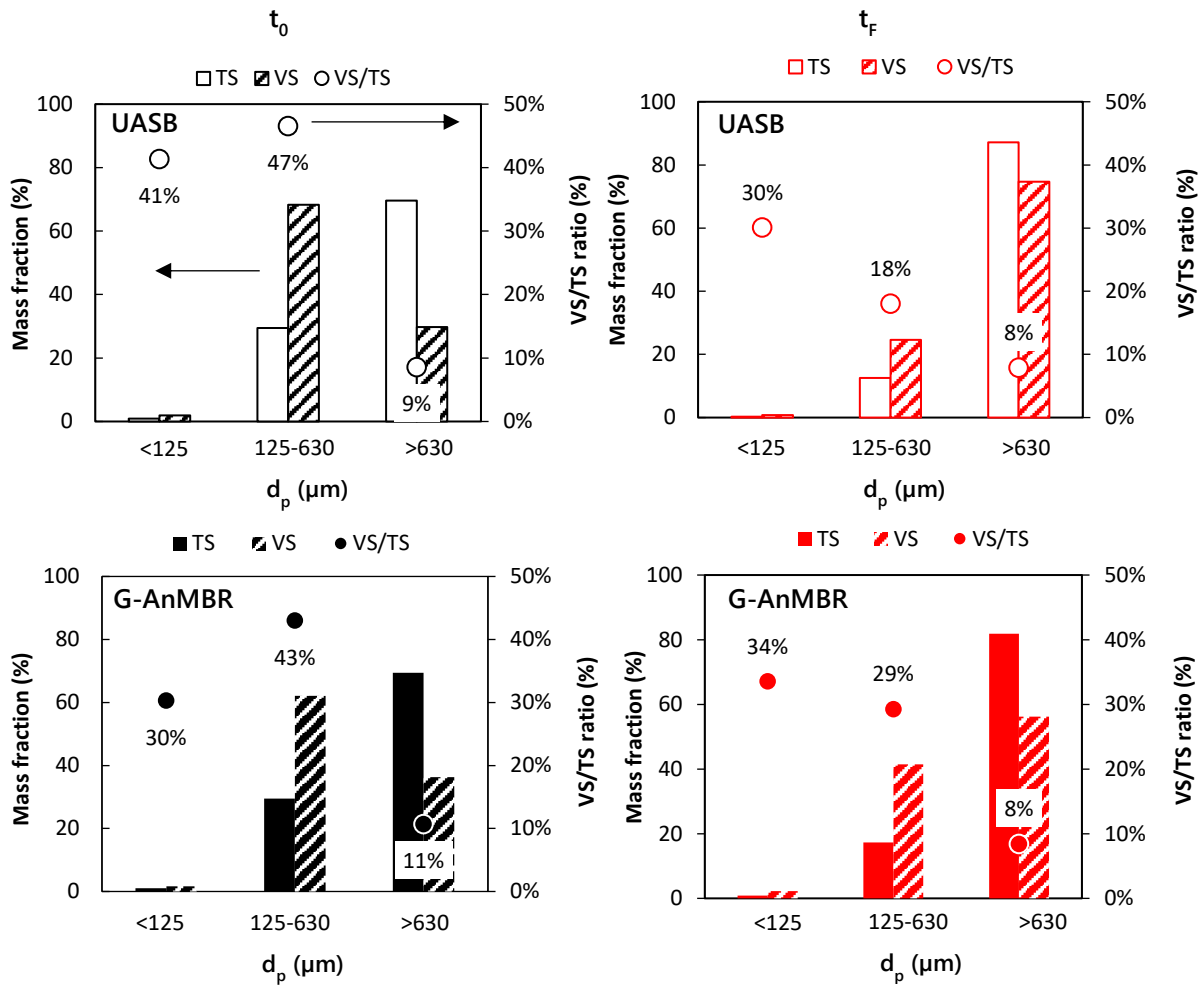 t0
TS VS VS/TS
UASB
Mass fraction (%)
100
80
60
40
20
0
50%
40%
30%
20%
10%
0%
VS/TS ratio (%)
41%
47%
9%
<125 125-630 >630
dp (µm)
tF
TS VS VS/TS
UASB
Mass fraction (%)
100
80
60
40
20
0
50%
40%
30%
20%
10%
0%
VS/TS ratio (%)
30%
18%
8%
<125 125-630 >630
dp (µm)
TS VS VS/TS
G-AnMBR
Mass fraction (%)
100
80
60
40
20
0
50%
40%
30%
20%
10%
0%
VS/TS ratio (%)
30%
43%
11%
<125 125-630 >630
dp (µm)
TS VS VS/TS
G-AnMBR
Mass fraction (%)
100
80
60
40
20
0
50%
40%
30%
20%
10%
0%
VS/TS ratio (%)
34%
29%
8%
<125 125-630 >630
dp (µm)